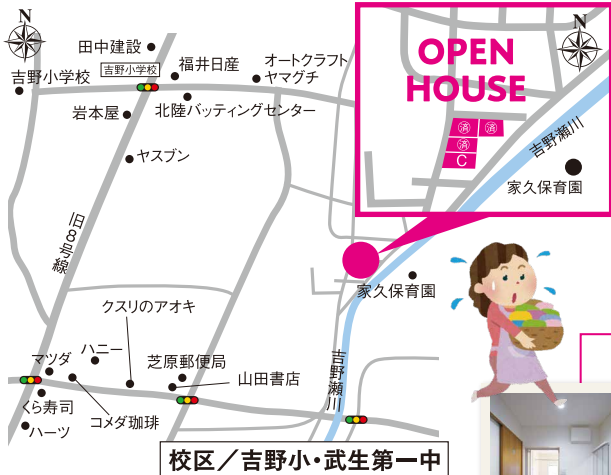 N
田中建設
吉野小学校
福井日産
オートクラフト
ヤマグチ
吉野小学校
岩本屋
北陸バッティングセンター
ヤスブン
旧8号線
OPEN
HOUSE
N
済
済
済
C
吉野瀬川
家久保育園
家久保育園
クスリのアオキ
ハニー
マツダ
芝原郵便局
山田書店
吉野瀬川
くら寿司
コメダ珈琲
ハーツ
校区/吉野小・武生第一中